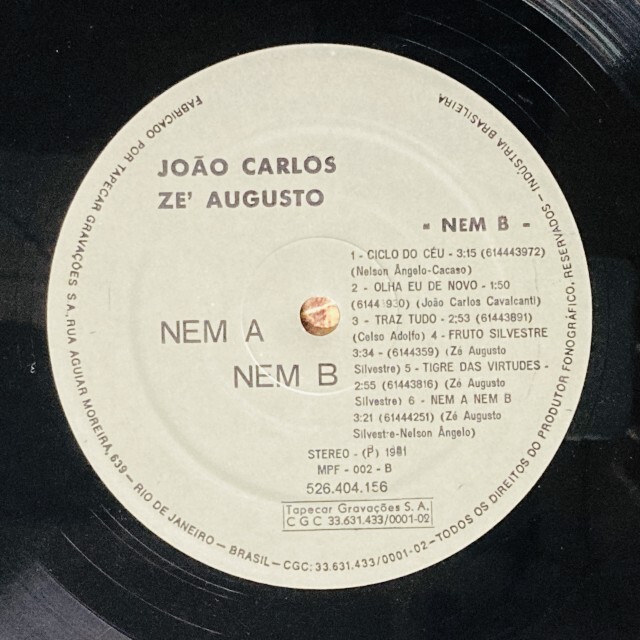 JOÃO CARLOS
ZE' AUGUSTO
- NEM B -
NEM A
NEM B
1 - CICLO DO CÉU - 3:15 (614443972)
(Nelson Ângelo-Cacaso)
2 - OLHA EU DE NOVO - 1:50
(6144 930) (João Carlos Cavalcanti)
3 - TRAZ TUDO - 2:53 (61443891)
(Celso Adolfo) 4 - FRUTO SILVESTRE
3:34 - (6144359) (Zé Augusto
Silvestre) 5 - TIGRE DAS VIRTUDES -
2:55 (61443816) (Zé Augusto
Silvestre) 6 - NEM A NEM B
3:21 (61444251) (Zé Augusto
Silvestre-Nelson Ângelo)
STEREO - (P) 1981
MPF - 002 - B
526.404.156
Tapecar Gravações S.A.
CGC 33.631.433/0001-02
FABRICADO POR TAPECAR GRAVAÇÕES S.A. RUA AGUIAR MOREIRA, 639 - RIO DE JANEIRO - BRASIL - CGC: 33.631.433/0001-02 - TODOS OS DIREITOS DO PRODUTOR FONOGRÁFICO. RESERVADOS - INDÚSTRIA BRASILEIRA